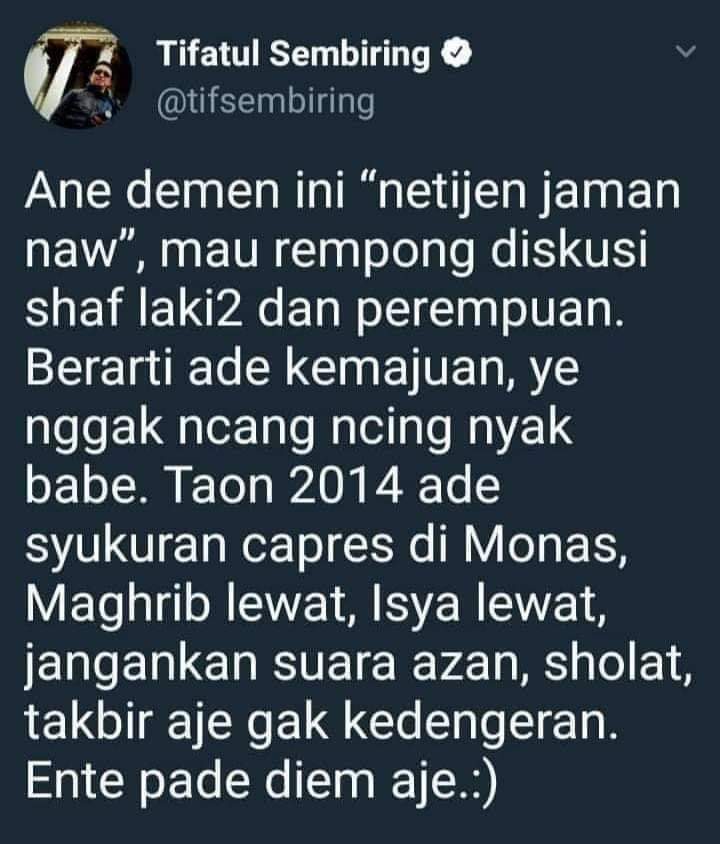 Tifatul Sembiring
@tifsembiring
Ane demen ini “netijen jaman
naw”, mau rempong diskusi
shaf laki2 dan perempuan.
Berarti ade kemajuan, ye
nggak ncang ncing nyak
babe. Taon 2014 ade
syukuran capres di Monas,
Maghrib lewat, Isya lewat,
jangankan suara azan, sholat,
takbir aje gak kedengeran.
Ente pade diem aje.:)